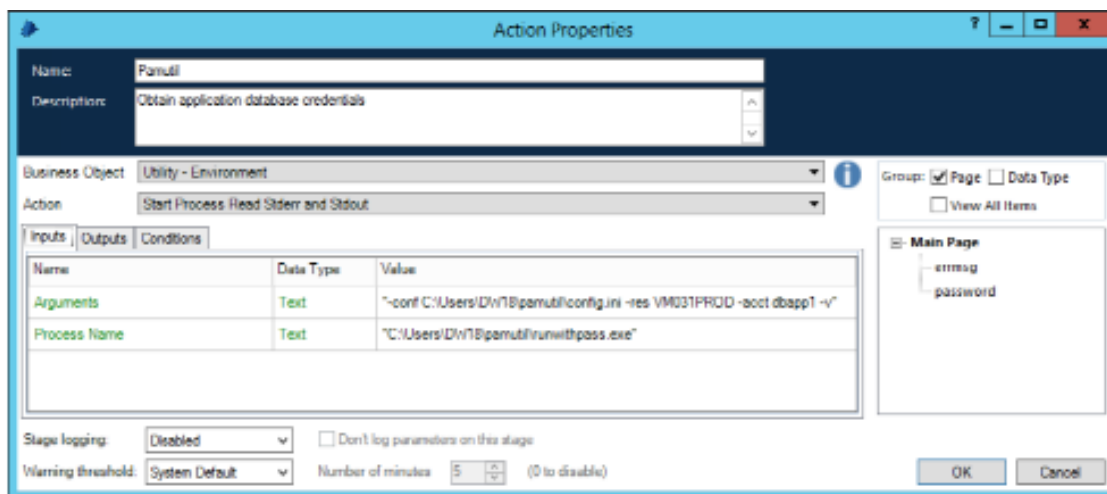 Action Properties
?
Name: Pamutil
Description: Obtain application database credentials
Business Object Utility - Environment
Action Start Process Read Stderr and Stdout
Group: Page Data Type
View All Items
Inputs Outputs Conditions
Name Data Type Value
Arguments Text "-conf C:\Users\DW18\pamutil\config.ini -res VM031PROD -acct dbapp1 -v"
Process Name Text "C:\Users\DW18\pamutil\runwithpass.exe"
Main Page
errmsg
password
Stage logging: Disabled Don't log parameters on this stage
Warning threshold: System Default Number of minutes 5 (0 to disable)
OK Cancel